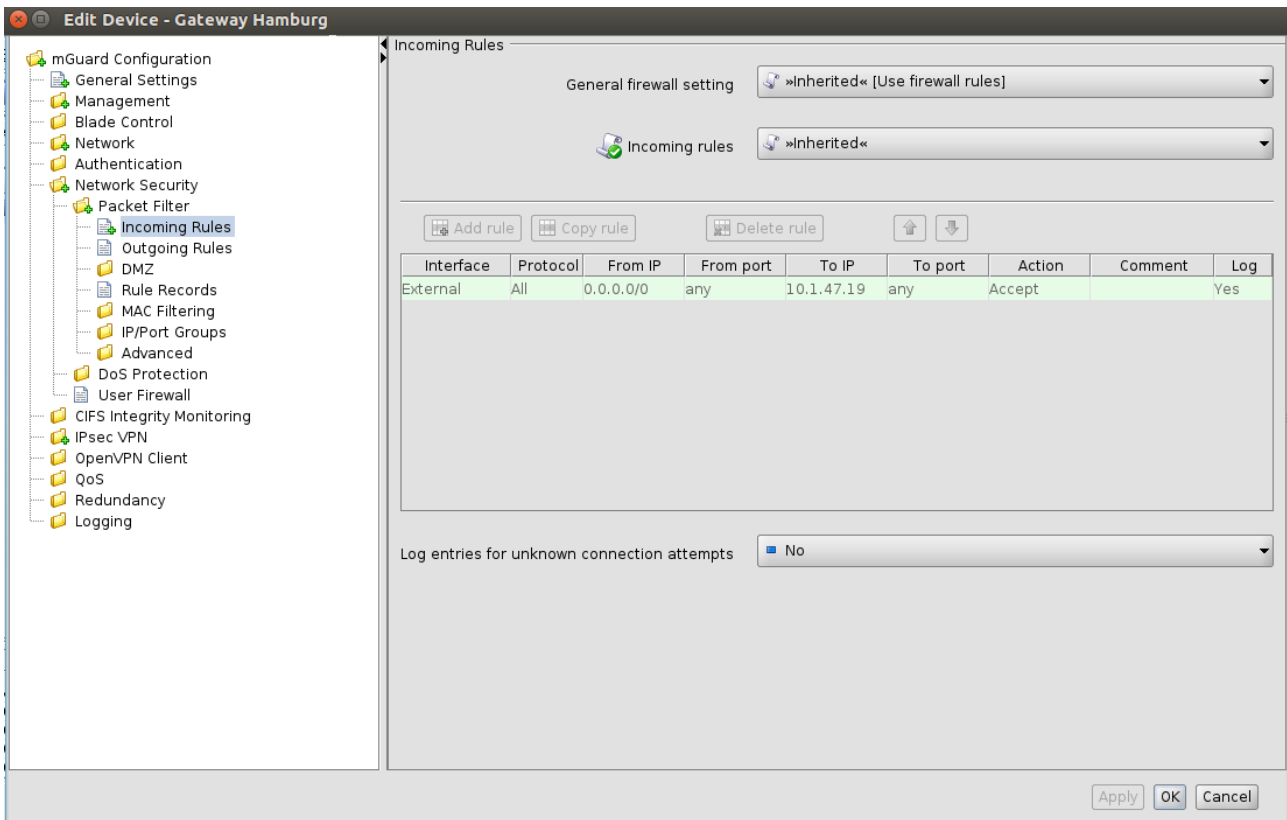 Edit Device - Gateway Hamburg
mGuard Configuration
General Settings
Management
Blade Control
Network
Authentication
Network Security
Packet Filter
Incoming Rules
Outgoing Rules
DMZ
Rule Records
MAC Filtering
IP/Port Groups
Advanced
DoS Protection
User Firewall
CIFS Integrity Monitoring
IPsec VPN
OpenVPN Client
QoS
Redundancy
Logging
Incoming Rules
General firewall setting »Inherited« [Use firewall rules]
Incoming rules »Inherited«
Add rule Copy rule Delete rule
Interface Protocol From IP From port To IP To port Action Comment Log
External All 0.0.0.0/0 any 10.1.47.19 any Accept Yes
Log entries for unknown connection attempts No
Apply OK Cancel